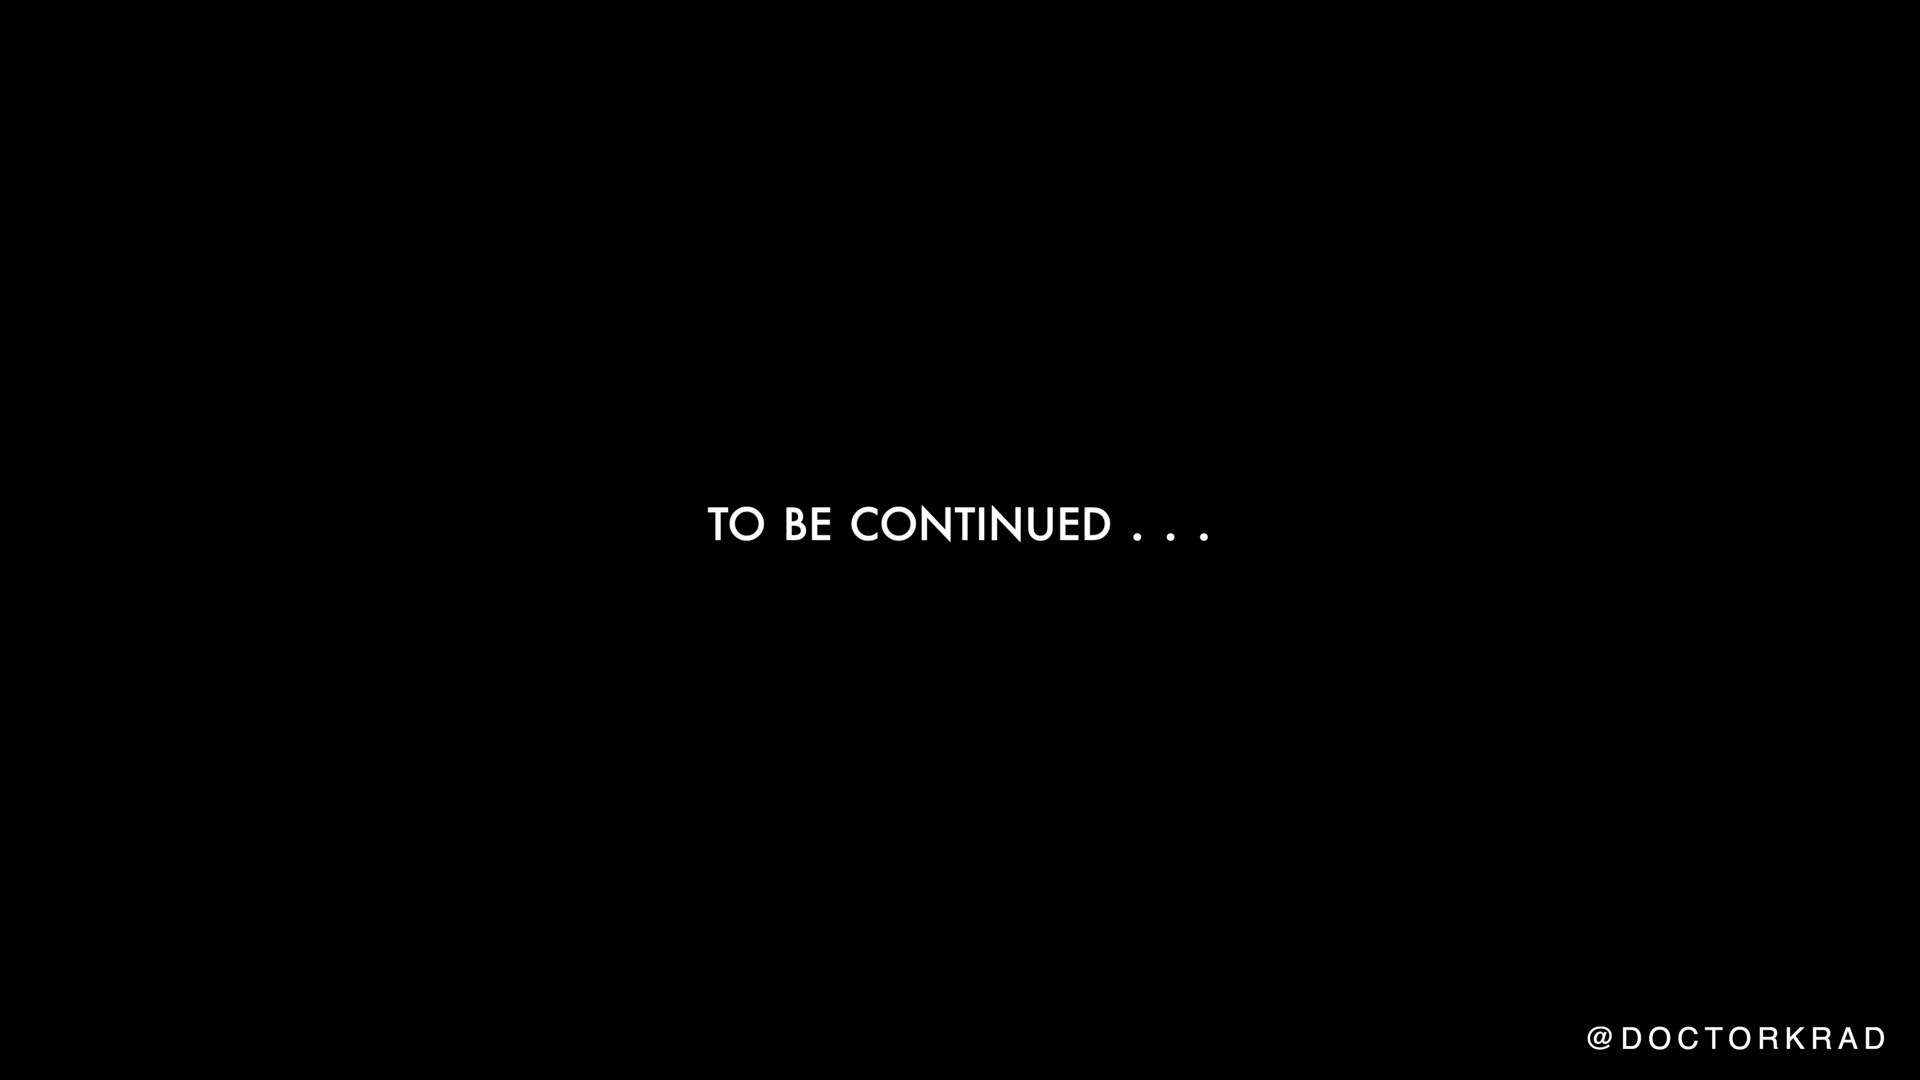 TO BE CONTINUED . . .
@DOCTORKRAD